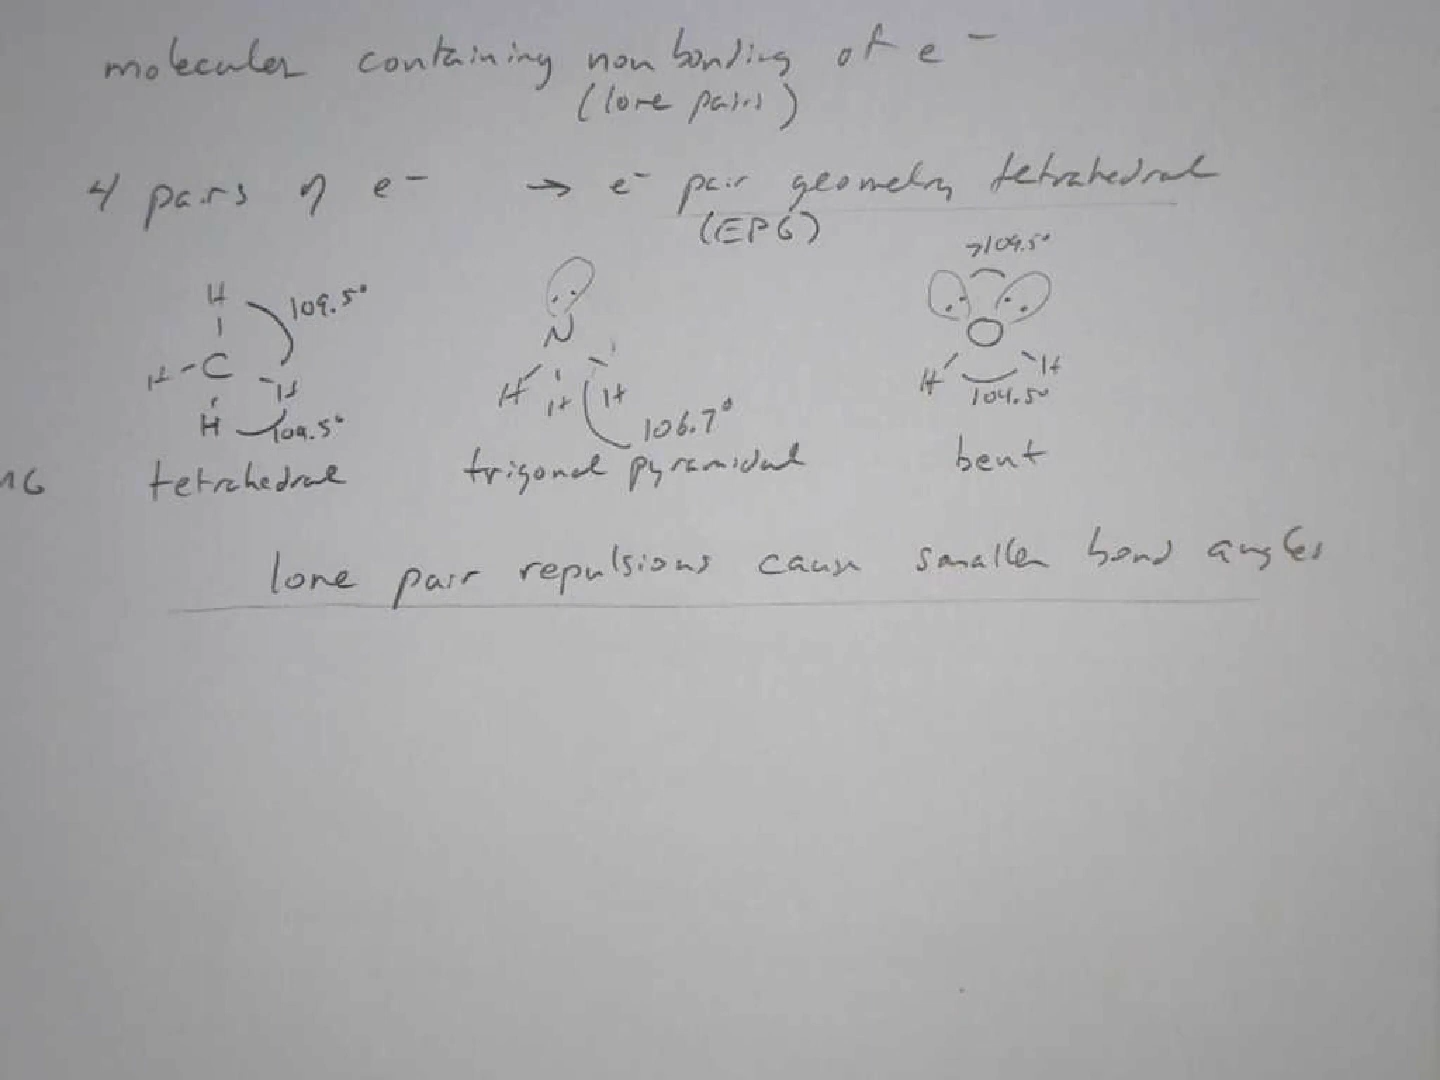 molecules containing nonbonding of e⁻
(lone pairs)
4 pairs of e⁻ → e⁻ pair geometry tetrahedral
(EPG)
>109.5°
H 109.5°
N
O
H - C - H
H H H
H H
H 109.5°
106.7°
104.5°
MG tetrahedral trigonal pyramidal bent
lone pair repulsions cause smaller bond angles